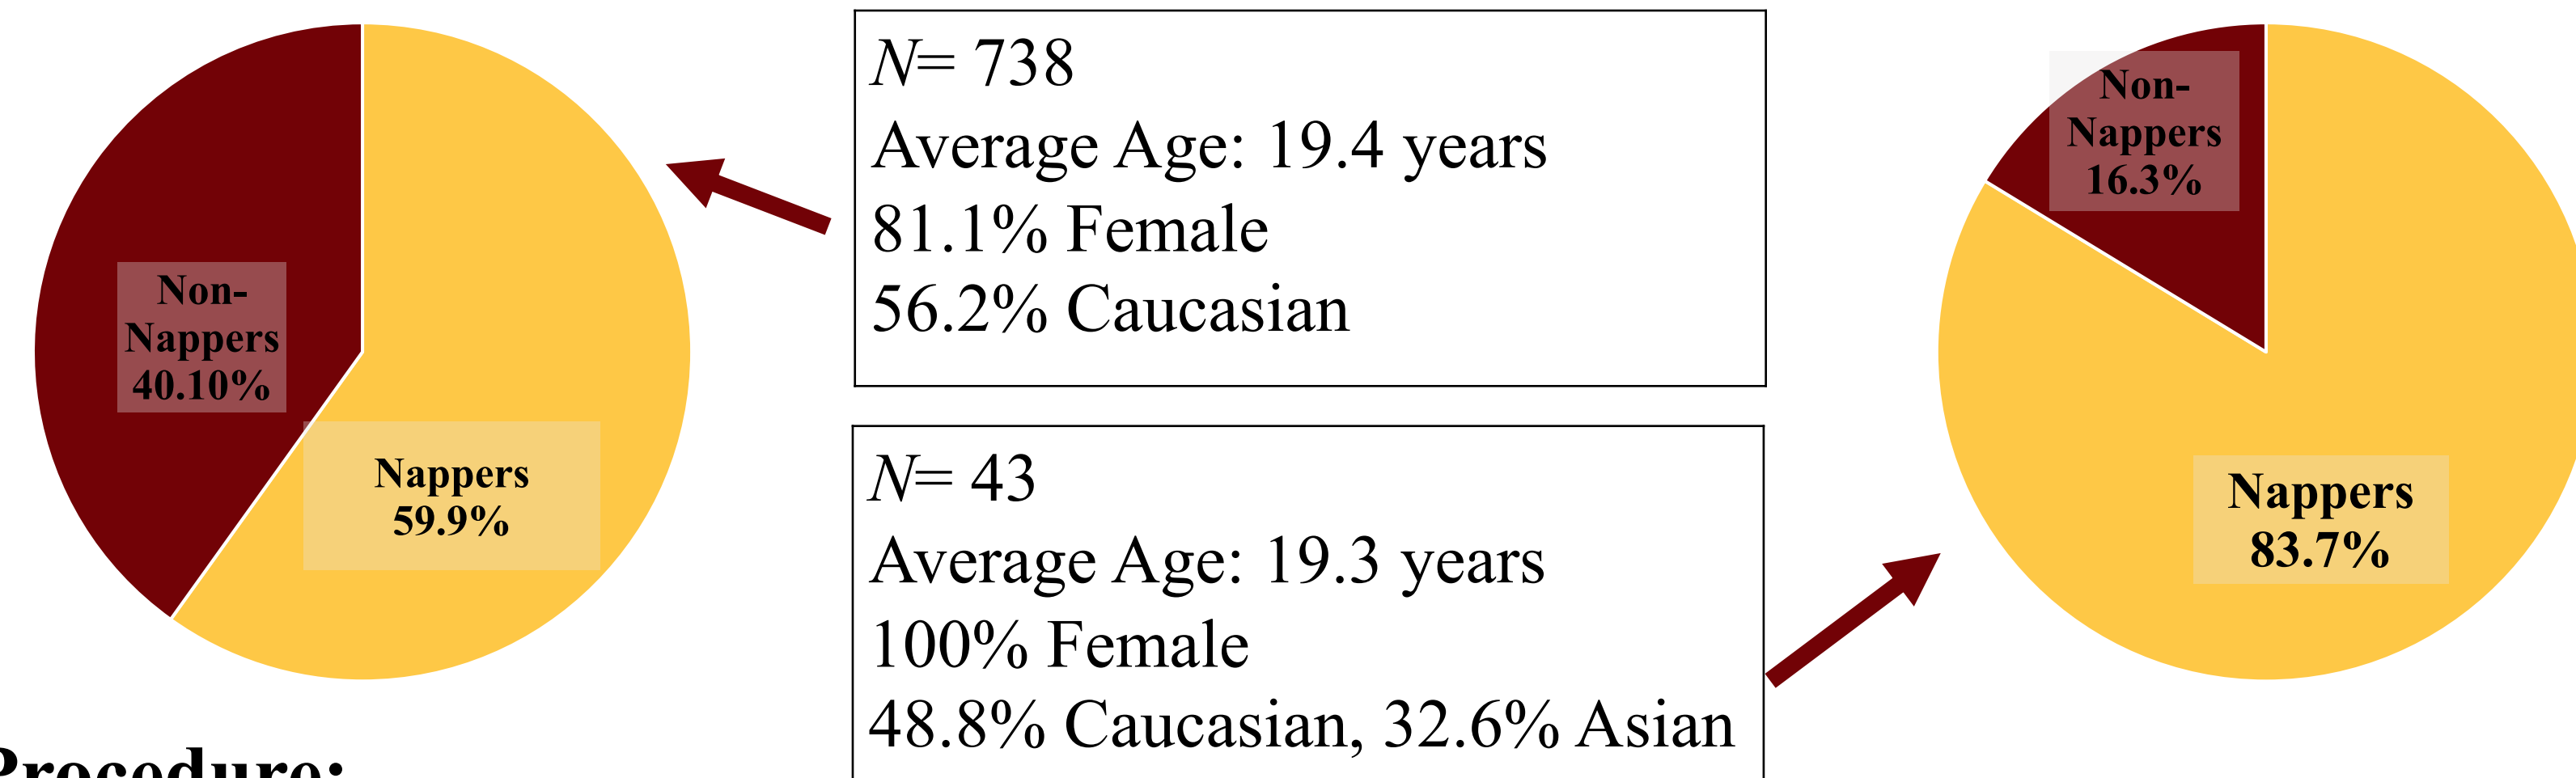 Non-
Nappers
40.10%
Nappers
59.9%
N= 738
Average Age: 19.4 years
81.1% Female
56.2% Caucasian
N= 43
Average Age: 19.3 years
100% Female
48.8% Caucasian, 32.6% Asian
Non-
Nappers
16.3%
Nappers
83.7%
Procedure: